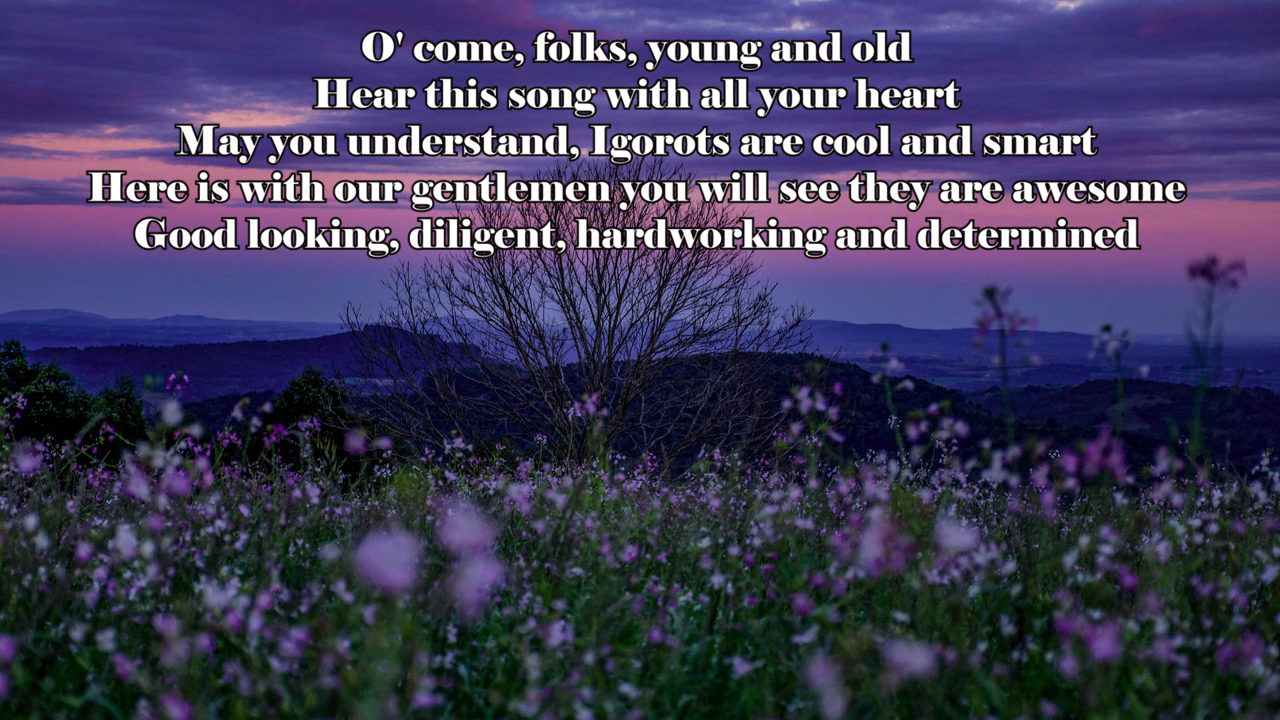 O' come, folks, young and old
Hear this song with all your heart
May you understand, Igorots are cool and smart
Here is with our gentlemen you will see they are awesome
Good looking, diligent, hardworking and determined